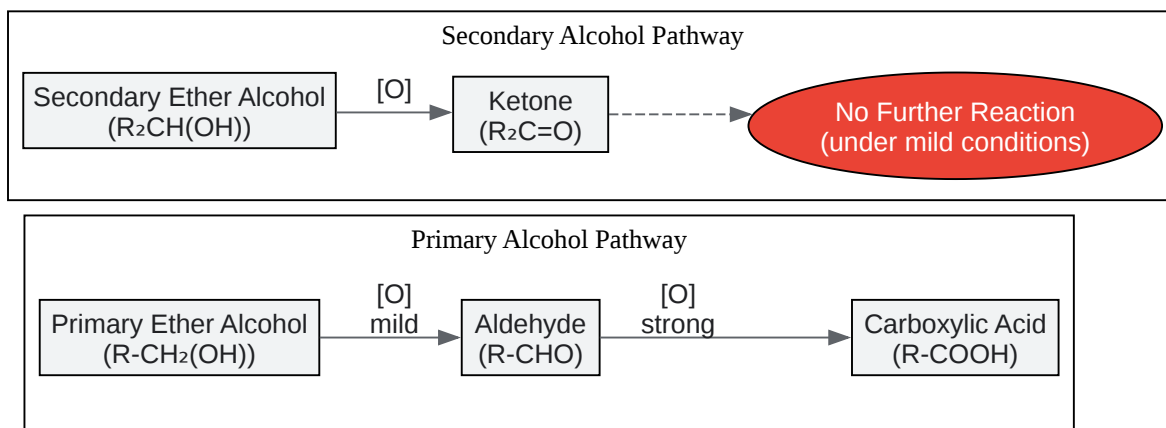 Secondary Alcohol Pathway
Secondary Ether Alcohol
(R₂CH(OH))
[O]
Ketone
(R₂C=O)
No Further Reaction
(under mild conditions)
Primary Alcohol Pathway
Primary Ether Alcohol
(R-CH₂(OH))
[O]
mild
Aldehyde
(R-CHO)
[O]
strong
Carboxylic Acid
(R-COOH)